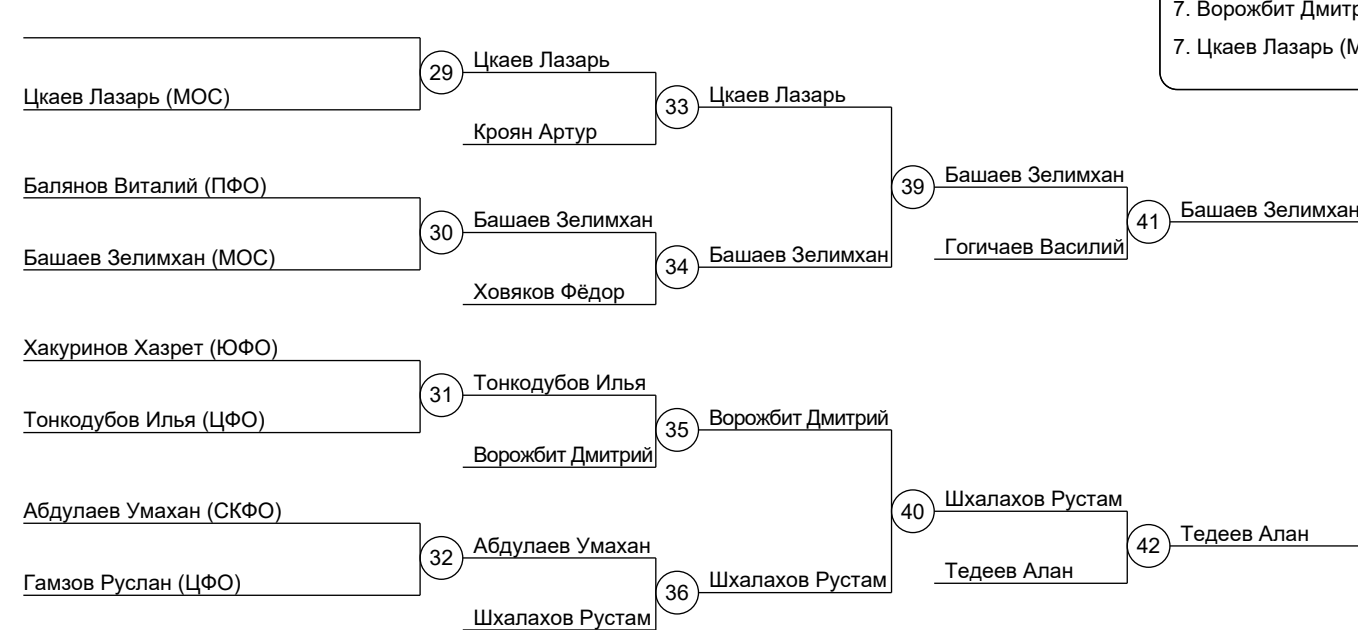 7. Ворожбит
7. Цкаев Лазарь
29
Цкаев Лазарь
Цкаев Лазарь (МОС)
33
Цкаев Лазарь
Кроян Артур
Балянов Виталий (ПФО)
39
Башаев Зелимхан
30
Башаев Зелимхан
41
Башаев Зелимхан
Башаев Зелимхан (МОС)
34
Башаев Зелимхан
Гогичаев Василий
Ховяков Фёдор
Хакуринов Хазрет (ЮФО)
31
Тонкодубов Илья
Тонкодубов Илья (ЦФО)
35
Ворожбит Дмитрий
Ворожбит Дмитрий
Абдулаев Умахан (СКФО)
40
Шхалахов Рустам
32
Абдулаев Умахан
42
Тедеев Алан
Гамзов Руслан (ЦФО)
36
Шхалахов Рустам
Тедеев Алан
Шхалахов Рустам